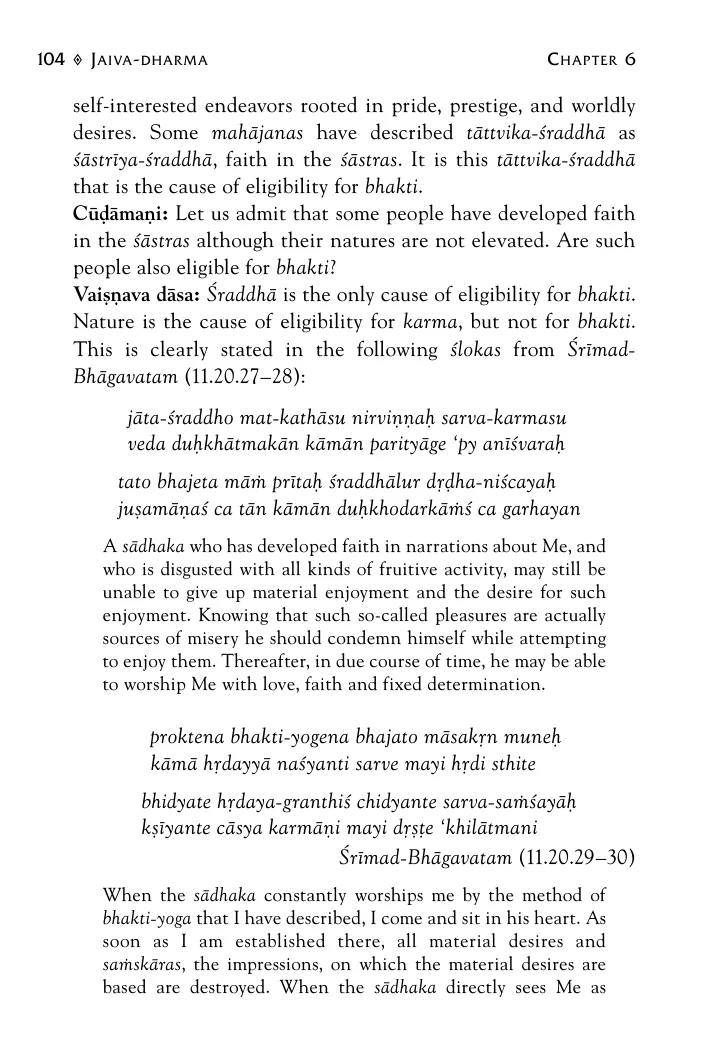 104 ⟡ JAIVA-DHARMA CHAPTER 6
self-interested endeavors rooted in pride, prestige, and worldly
desires. Some mahājanas have described tāttvika-śraddhā as
śāstrīya-śraddhā, faith in the śāstras. It is this tāttvika-śraddhā
that is the cause of eligibility for bhakti.
Cūḍāmaṇi: Let us admit that some people have developed faith
in the śāstras although their natures are not elevated. Are such
people also eligible for bhakti?
Vaiṣṇava dāsa: Śraddhā is the only cause of eligibility for bhakti.
Nature is the cause of eligibility for karma, but not for bhakti.
This is clearly stated in the following ślokas from Śrīmad-
Bhāgavatam (11.20.27–28):
jāta-śraddho mat-kathāsu nirviṇṇaḥ sarva-karmasu
veda duḥkhātmakān kāmān parityāge ‘py anīśvaraḥ
tato bhajeta māṁ prītaḥ śraddhālur dṛḍha-niścayaḥ
juṣamāṇaś ca tān kāmān duḥkhodarkāṁś ca garhayan
A sādhaka who has developed faith in narrations about Me, and
who is disgusted with all kinds of fruitive activity, may still be
unable to give up material enjoyment and the desire for such
enjoyment. Knowing that such so-called pleasures are actually
sources of misery he should condemn himself while attempting
to enjoy them. Thereafter, in due course of time, he may be able
to worship Me with love, faith and fixed determination.
proktena bhakti-yogena bhajato māsakṛn muneḥ
kāmā hṛdayyā naśyanti sarve mayi hṛdi sthite
bhidyate hṛdaya-granthiś chidyante sarva-saṁśayāḥ
kṣīyante cāsya karmāṇi mayi dṛṣṭe ‘khilātmani
Śrīmad-Bhāgavatam (11.20.29–30)
When the sādhaka constantly worships me by the method of
bhakti-yoga that I have described, I come and sit in his heart. As
soon as I am established there, all material desires and
saṁskāras, the impressions, on which the material desires are
based are destroyed. When the sādhaka directly sees Me as